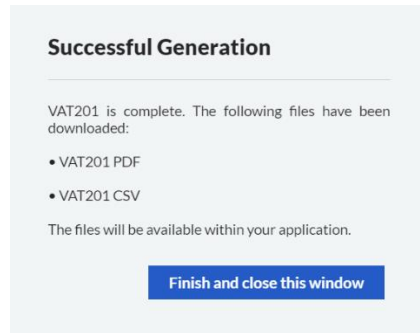 Successful Generation
VAT201 is complete. The following files have been
downloaded:
• VAT201 PDF
• VAT201 CSV
The files will be available within your application.
Finish and close this window